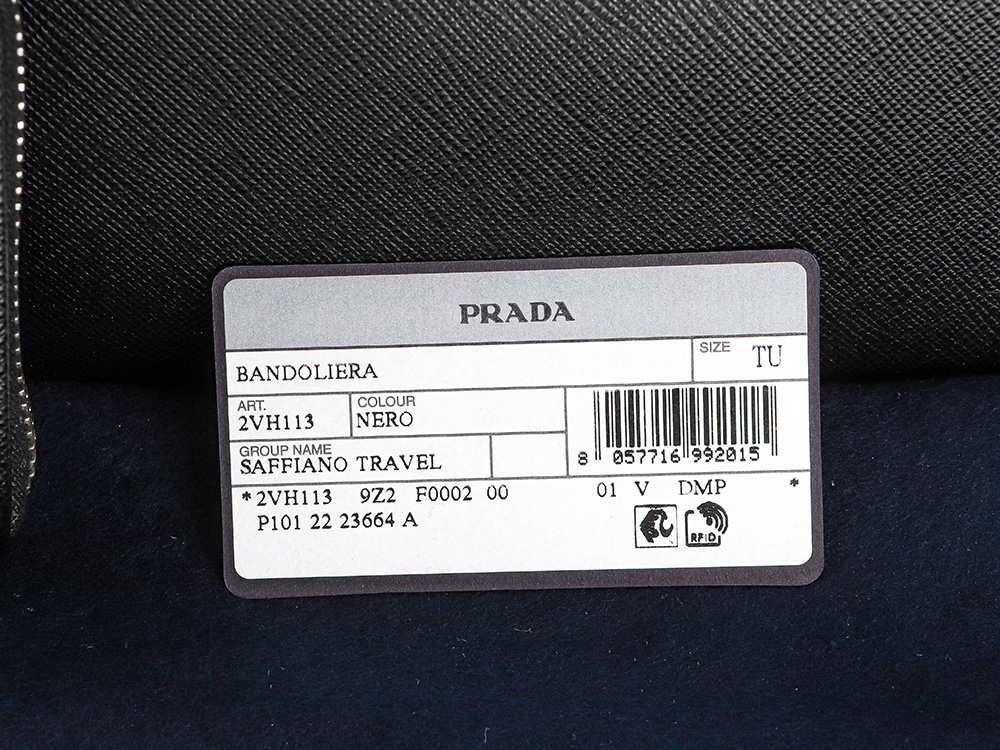 PRADA
BANDOLIERA
SIZE TU
ART. 2VH113
COLOUR NERO
GROUP NAME
SAFFIANO TRAVEL
8 057716 992015
*2VH113 9Z2 F0002 00 01 V DMP *
P101 22 23664 A
RFID